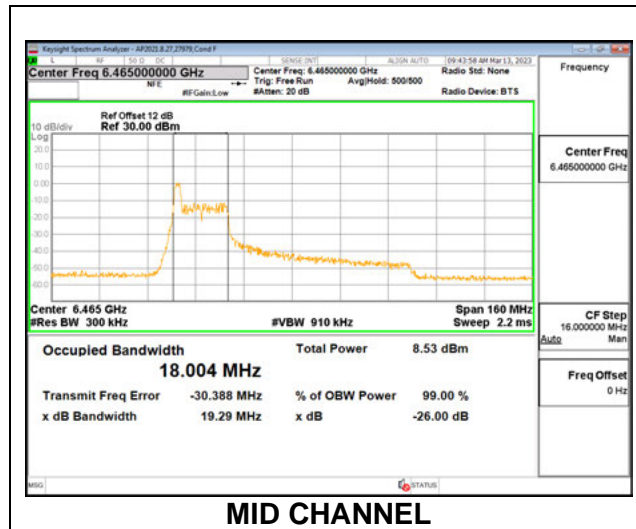 Keysight Spectrum Analyzer - AP2021.8.27,27979,Cond F
L RF 50 Ω DC SENSE:INT ALIGN AUTO 09:43:58 AM Mar 13, 2023
Center Freq 6.465000000 GHz Center Freq: 6.465000000 GHz Radio Std: None
NFE Trig: Free Run Avg|Hold: 500/500
#IFGain:Low #Atten: 20 dB Radio Device: BTS
Frequency
Ref Offset 12 dB
10 dB/div Ref 30.00 dBm
Log
20.0
10.0
0.00
-10.0
-20.0
-30.0
-40.0
-50.0
-60.0
Center 6.465 GHz Span 160 MHz
#Res BW 300 kHz #VBW 910 kHz Sweep 2.2 ms
Occupied Bandwidth Total Power 8.53 dBm
18.004 MHz
Transmit Freq Error -30.388 MHz % of OBW Power 99.00 %
x dB Bandwidth 19.29 MHz x dB -26.00 dB
Center Freq
6.465000000 GHz
CF Step
16.000000 MHz
Auto Man
Freq Offset
0 Hz
MSG STATUS
MID CHANNEL